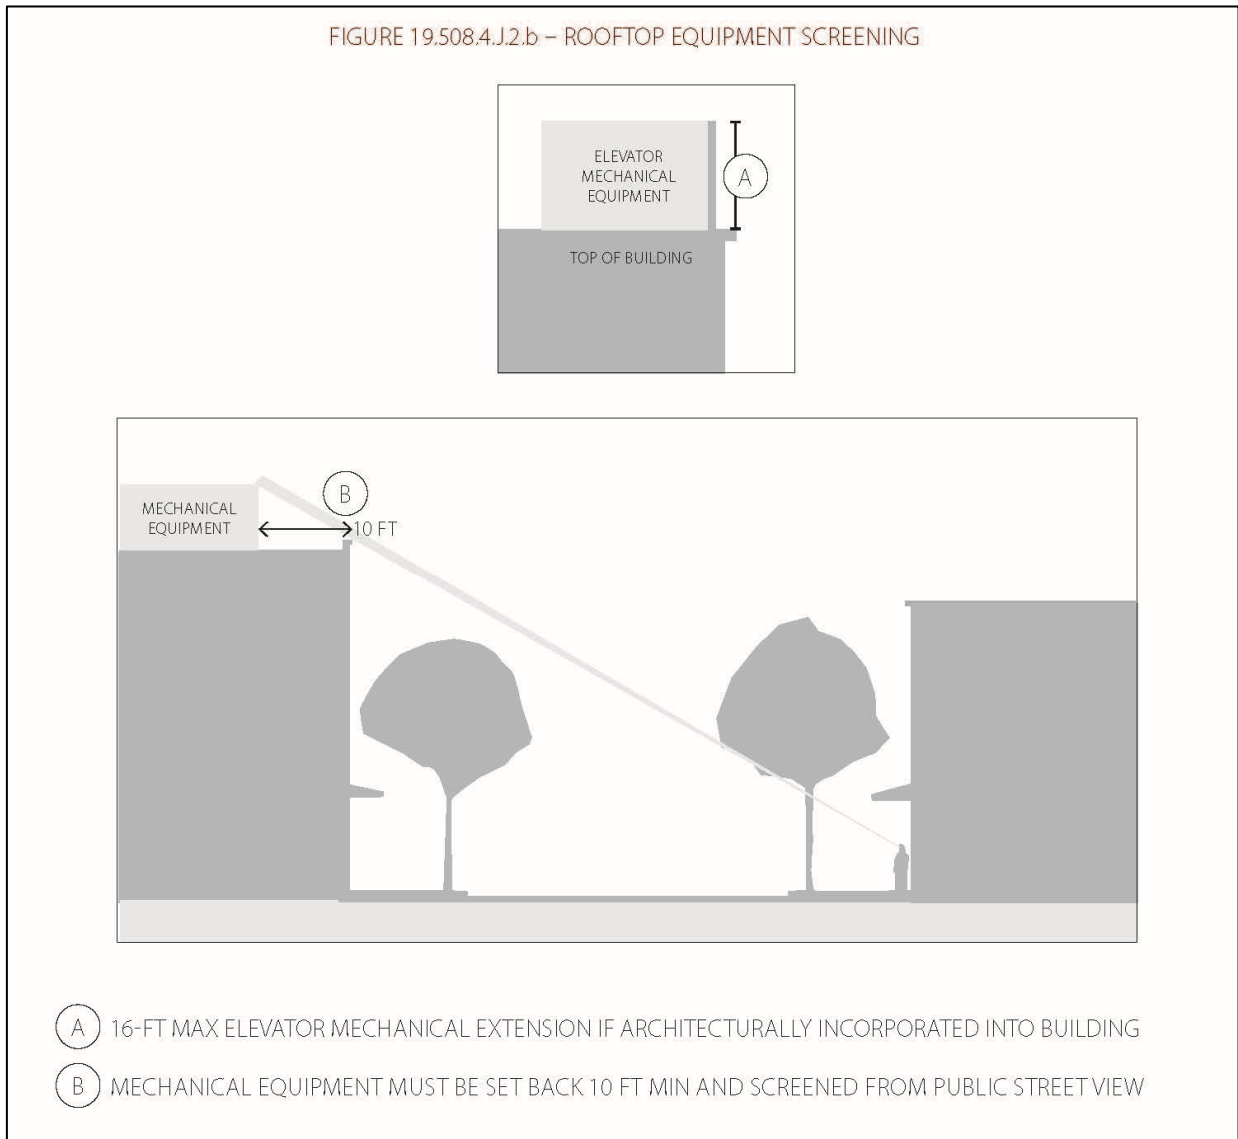 FIGURE 19.508.4.J.2.b – ROOFTOP EQUIPMENT SCREENING
ELEVATOR
MECHANICAL
EQUIPMENT
A
TOP OF BUILDING
B
MECHANICAL
EQUIPMENT
10 FT
A 16-FT MAX ELEVATOR MECHANICAL EXTENSION IF ARCHITECTURALLY INCORPORATED INTO BUILDING
B MECHANICAL EQUIPMENT MUST BE SET BACK 10 FT MIN AND SCREENED FROM PUBLIC STREET VIEW